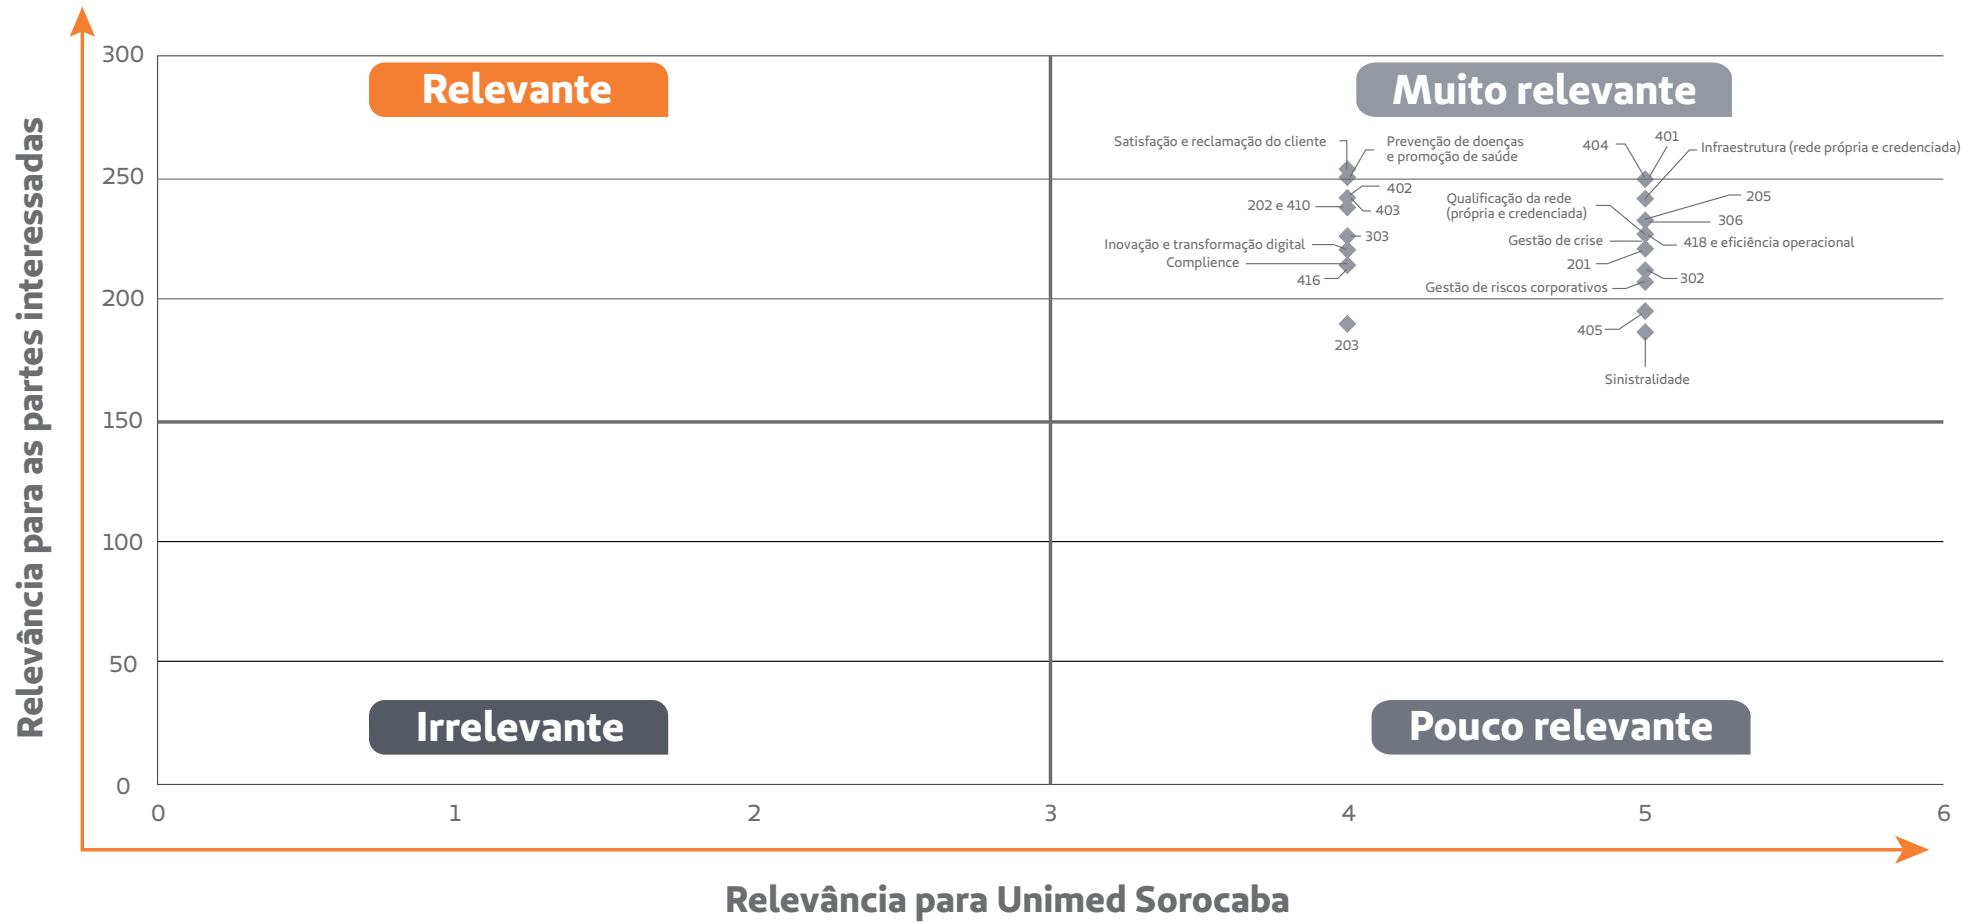 Relevância para as partes interessadas
300
250
200
150
100
50
0
Relevante
Muito relevante
Satisfação e reclamação do cliente
Prevenção de doenças
e promoção de saúde
402
202 e 410
403
303
Inovação e transformação digital
Complience
416
203
404
401
Infraestrutura (rede própria e credenciada)
Qualificação da rede
(própria e credenciada)
205
306
Gestão de crise
418 e eficiência operacional
201
302
Gestão de riscos corporativos
405
Sinistralidade
Irrelevante
Pouco relevante
0
1
2
3
4
5
6
Relevância para Unimed Sorocaba